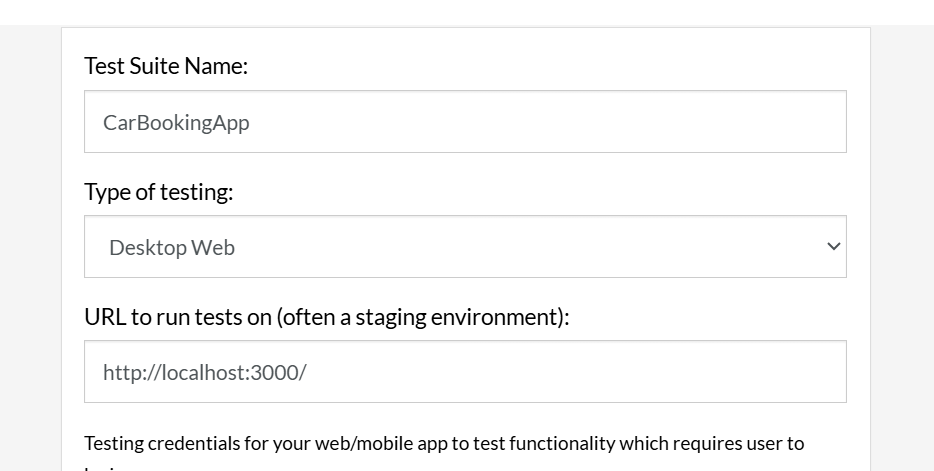 Test Suite Name:
CarBookingApp
Type of testing:
Desktop Web
URL to run tests on (often a staging environment):
http://localhost:3000/
Testing credentials for your web/mobile app to test functionality which requires user to